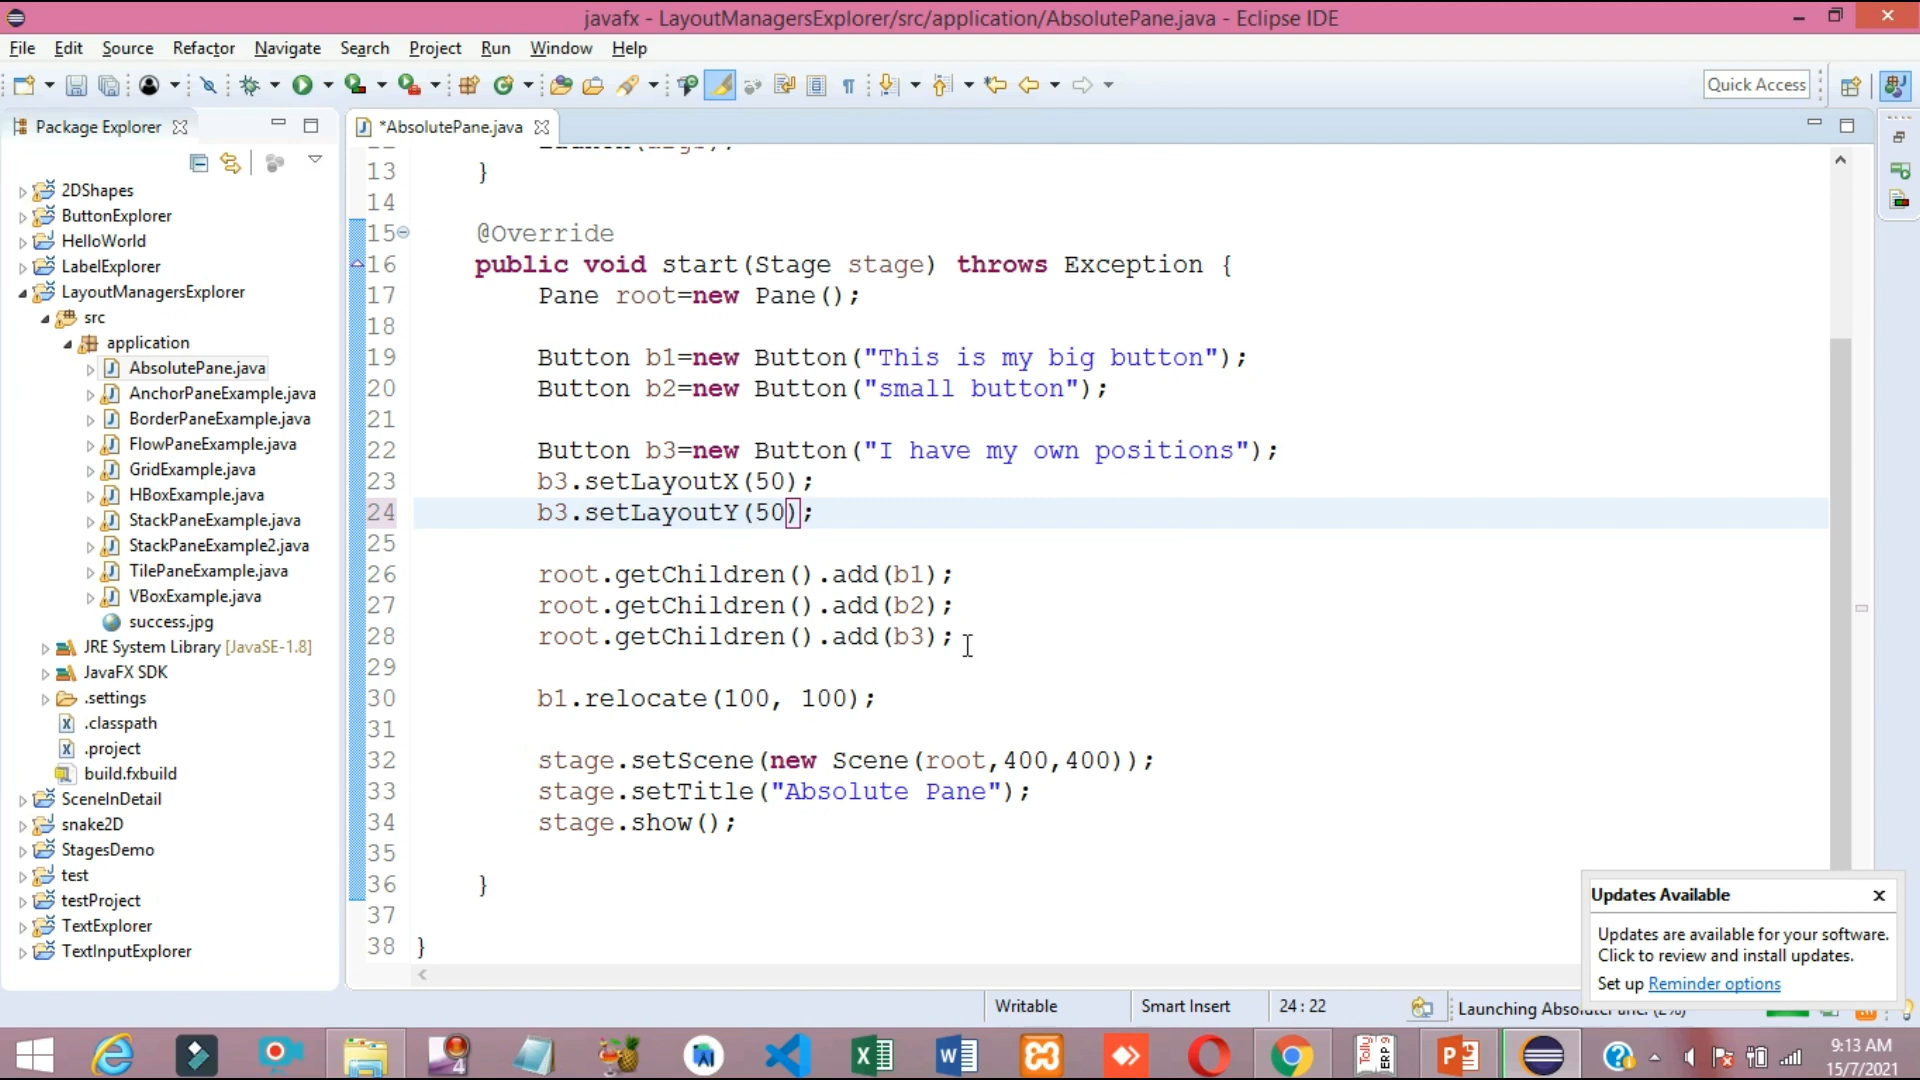 javafx - LayoutManagersExplorer/src/application/AbsolutePane.java - Eclipse IDE
File Edit Source Refactor Navigate Search Project Run Window Help
Quick Access
Package Explorer
*AbsolutePane.java
2DShapes
ButtonExplorer
HelloWorld
LabelExplorer
LayoutManagersExplorer
src
application
AbsolutePane.java
AnchorPaneExample.java
BorderPaneExample.java
FlowPaneExample.java
GridExample.java
HBoxExample.java
StackPaneExample.java
StackPaneExample2.java
TilePaneExample.java
VBoxExample.java
success.jpg
JRE System Library [JavaSE-1.8]
JavaFX SDK
.settings
.classpath
.project
build.fxbuild
SceneInDetail
snake2D
StagesDemo
test
testProject
TextExplorer
TextInputExplorer
13 }
14
15 @Override
16 public void start(Stage stage) throws Exception {
17 Pane root=new Pane();
18
19 Button b1=new Button("This is my big button");
20 Button b2=new Button("small button");
21
22 Button b3=new Button("I have my own positions");
23 b3.setLayoutX(50);
24 b3.setLayoutY(50);
25
26 root.getChildren().add(b1);
27 root.getChildren().add(b2);
28 root.getChildren().add(b3);
29
30 b1.relocate(100, 100);
31
32 stage.setScene(new Scene(root,400,400));
33 stage.setTitle("Absolute Pane");
34 stage.show();
35
36 }
37
38 }
Updates Available
Updates are available for your software.
Click to review and install updates.
Set up Reminder options
Writable Smart Insert 24 : 22
9:13 AM
15/7/2021